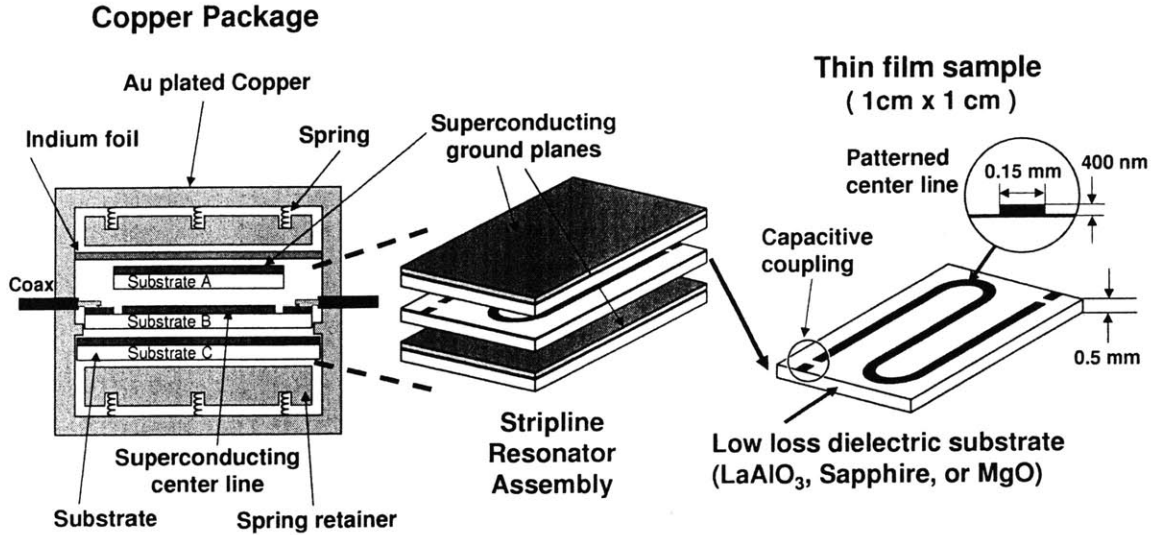 Copper Package
Au plated Copper
Indium foil
Spring
Superconducting
ground planes
Coax
Substrate A
Substrate B
Substrate C
Superconducting
center line
Substrate
Spring retainer
Stripline
Resonator
Assembly
Thin film sample
( 1cm x 1 cm )
Patterned
center line
0.15 mm
400 nm
Capacitive
coupling
0.5 mm
Low loss dielectric substrate
(LaAlO₃, Sapphire, or MgO)